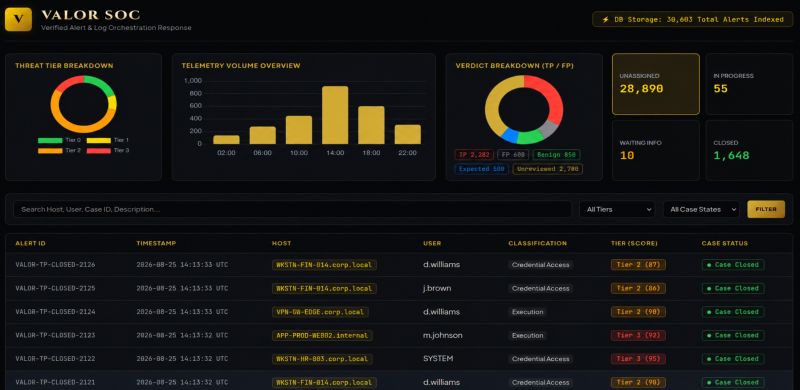 V
VALOR SOC
Verified Alert & Log Orchestration Response
⚡ DB Storage: 30,603 Total Alerts Indexed
THREAT TIER BREAKDOWN
Tier 0
Tier 1
Tier 2
Tier 3
TELEMETRY VOLUME OVERVIEW
1,000
800
600
400
200
0
02:00 06:00 10:00 14:00 18:00 22:00
VERDICT BREAKDOWN (TP / FP)
TP 2,202 FP 600 Benign 850
Expected 500 Unreviewed 2,700
UNASSIGNED
28,890
IN PROGRESS
55
WAITING INFO
10
CLOSED
1,648
Search Host, User, Case ID, Description...
All Tiers
All Case States
FILTER
ALERT ID TIMESTAMP HOST USER CLASSIFICATION TIER (SCORE) CASE STATUS
VALOR-TP-CLOSED-2126 2026-08-25 14:13:33 UTC WKSTN-FIN-014.corp.local d.williams Credential Access Tier 2 (87) ● Case Closed
VALOR-TP-CLOSED-2125 2026-08-25 14:13:33 UTC WKSTN-FIN-014.corp.local j.brown Credential Access Tier 2 (86) ● Case Closed
VALOR-TP-CLOSED-2124 2026-08-25 14:13:33 UTC VPN-GW-EDGE.corp.local d.williams Execution Tier 2 (90) ● Case Closed
VALOR-TP-CLOSED-2123 2026-08-25 14:13:32 UTC APP-PROD-WEB02.internal m.johnson Execution Tier 3 (92) ● Case Closed
VALOR-TP-CLOSED-2122 2026-08-25 14:13:32 UTC WKSTN-HR-003.corp.local SYSTEM Credential Access Tier 3 (95) ● Case Closed
VALOR-TP-CLOSED-2121 2026-08-25 14:13:32 UTC WKSTN-FIN-014.corp.local d.williams Credential Access Tier 2 (90) ● Case Closed